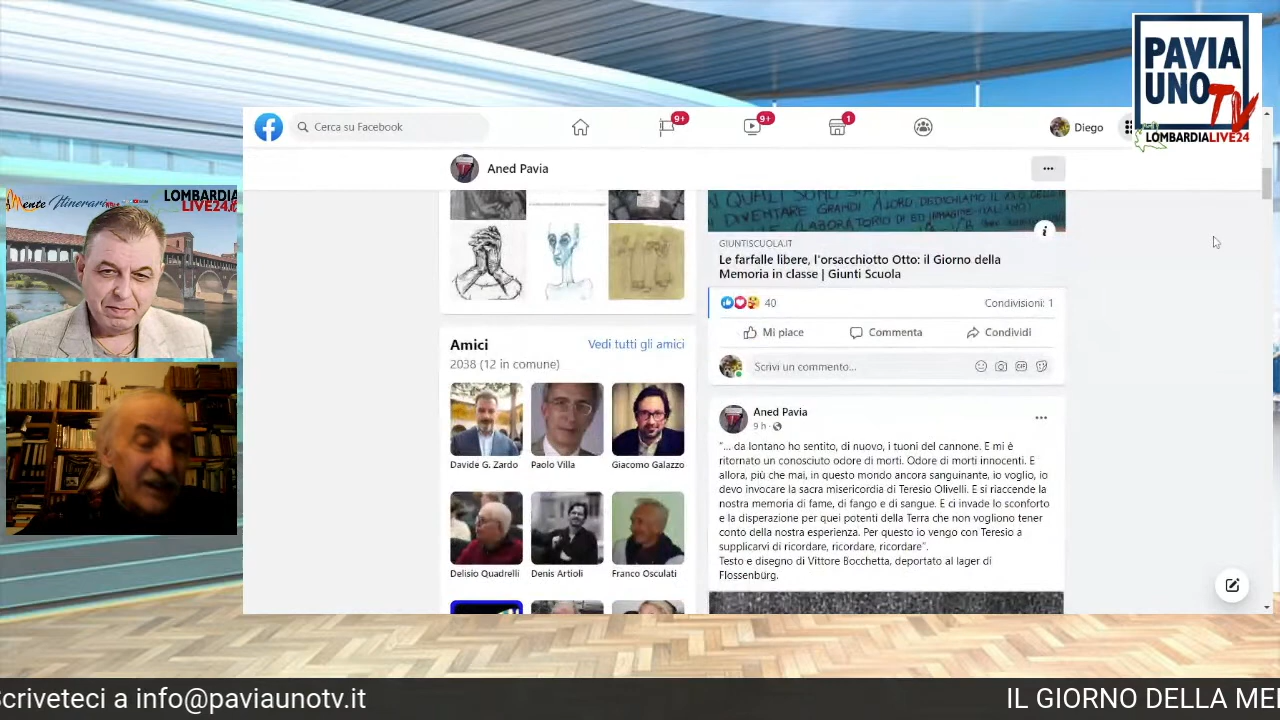 PAVIA
UNO TV
LOMBARDIALIVE24
Cerca su Facebook
9+
9+
1
Diego
Aned Pavia
mente Itinerari
LOMBARDIA
LIVE24
DIVENTARE GRANDI A LORO DEDICHIAMO
GIUNTISCUOLA.IT
Le farfalle libere, l'orsacchiotto Otto: il Giorno della
Memoria in classe | Giunti Scuola
40
Condivisioni: 1
Mi piace
Commenta
Condividi
Scrivi un commento...
GIF
Amici
Vedi tutti gli amici
2038 (12 in comune)
Davide G. Zardo
Paolo Villa
Giacomo Galazzo
Delisio Quadrelli
Denis Artioli
Franco Osculati
Aned Pavia
9 h ·
"... da lontano ho sentito, di nuovo, i tuoni del cannone. E mi è
ritornato un conosciuto odore di morti. Odore di morti innocenti. E
allora, più che mai, in questo mondo ancora sanguinante, io voglio, io
devo invocare la sacra misericordia di Teresio Olivelli. E si riaccende la
nostra memoria di fame, di fango e di sangue. E ci invade lo sconforto
e la disperazione per quei potenti della Terra che non vogliono tener
conto della nostra esperienza. Per questo io vengo con Teresio a
supplicarvi di ricordare, ricordare, ricordare".
Testo e disegno di Vittore Bocchetta, deportato al lager di
Flossenbürg.
criveteci a info@paviaunotv.it
IL GIORNO DELLA ME